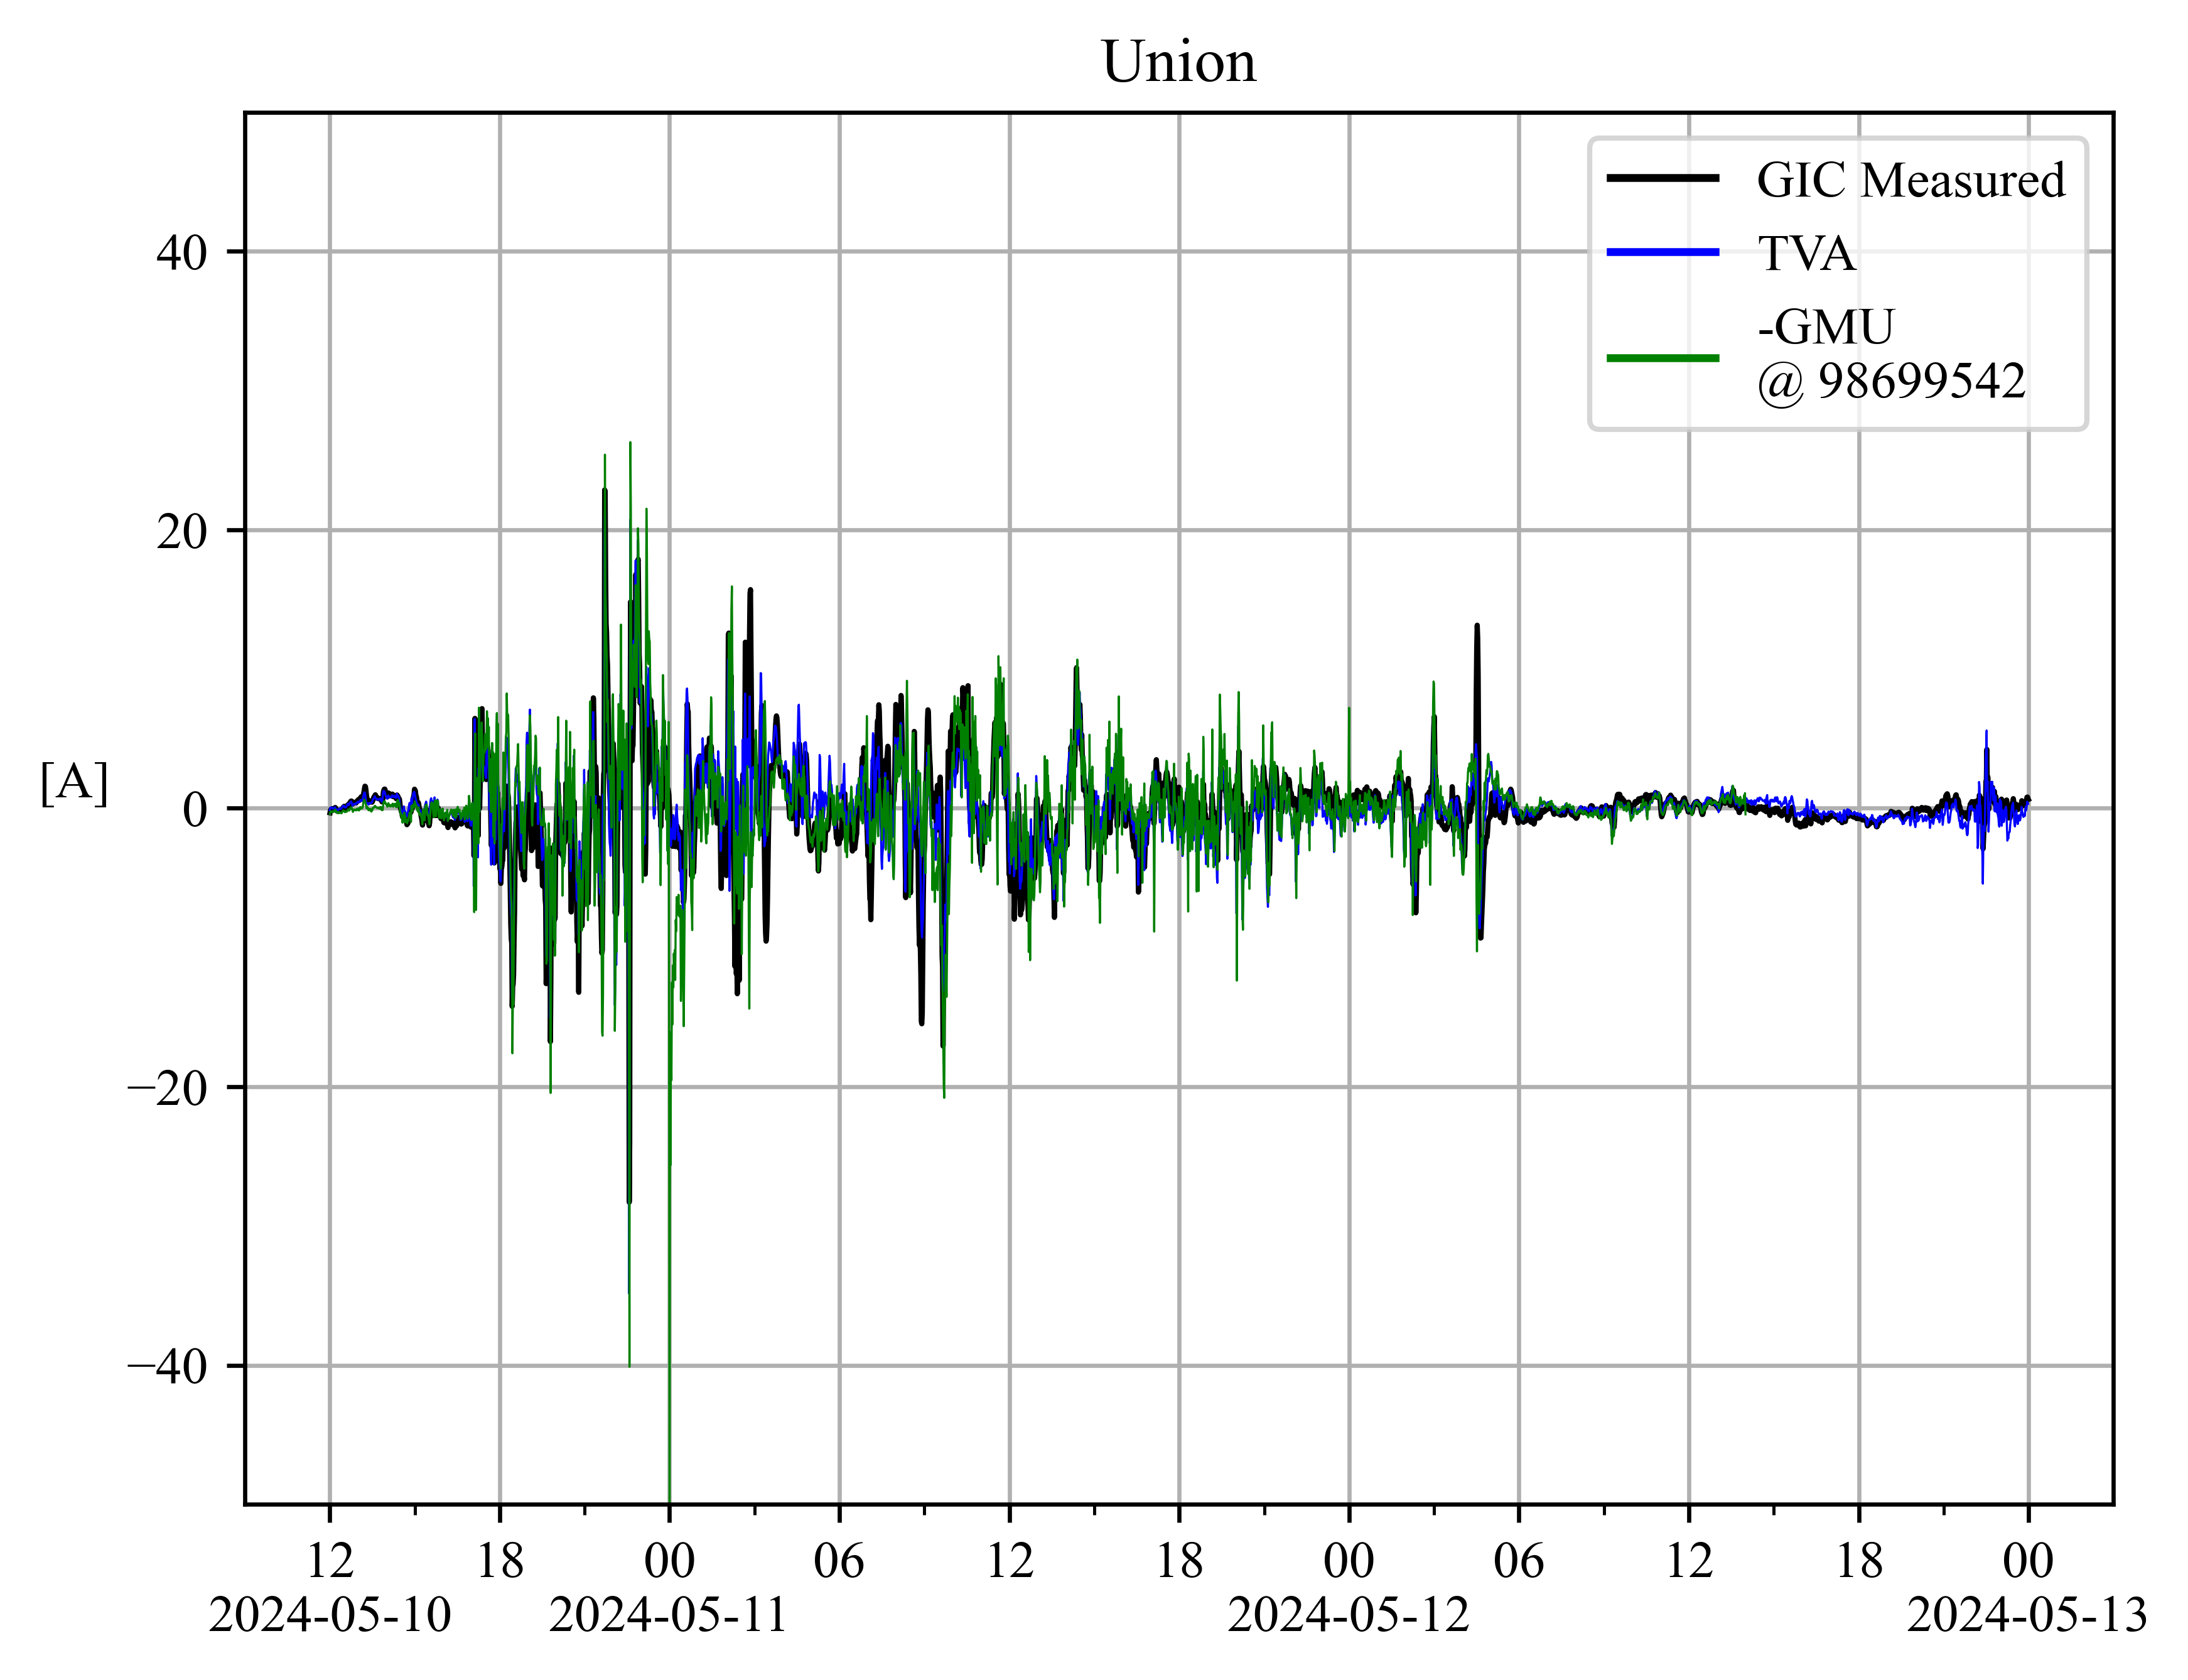 Union
40
20
0
−20
−40
[A]
GIC Measured
TVA
-GMU
@ 98699542
12 18 00 06 12 18 00 06 12 18 00
2024-05-10 2024-05-11 2024-05-12 2024-05-13